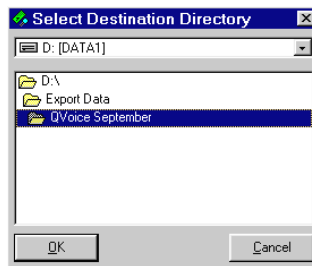 Select Destination Directory
D: [DATA1]
D:\
Export Data
QVoice September
OK
Cancel